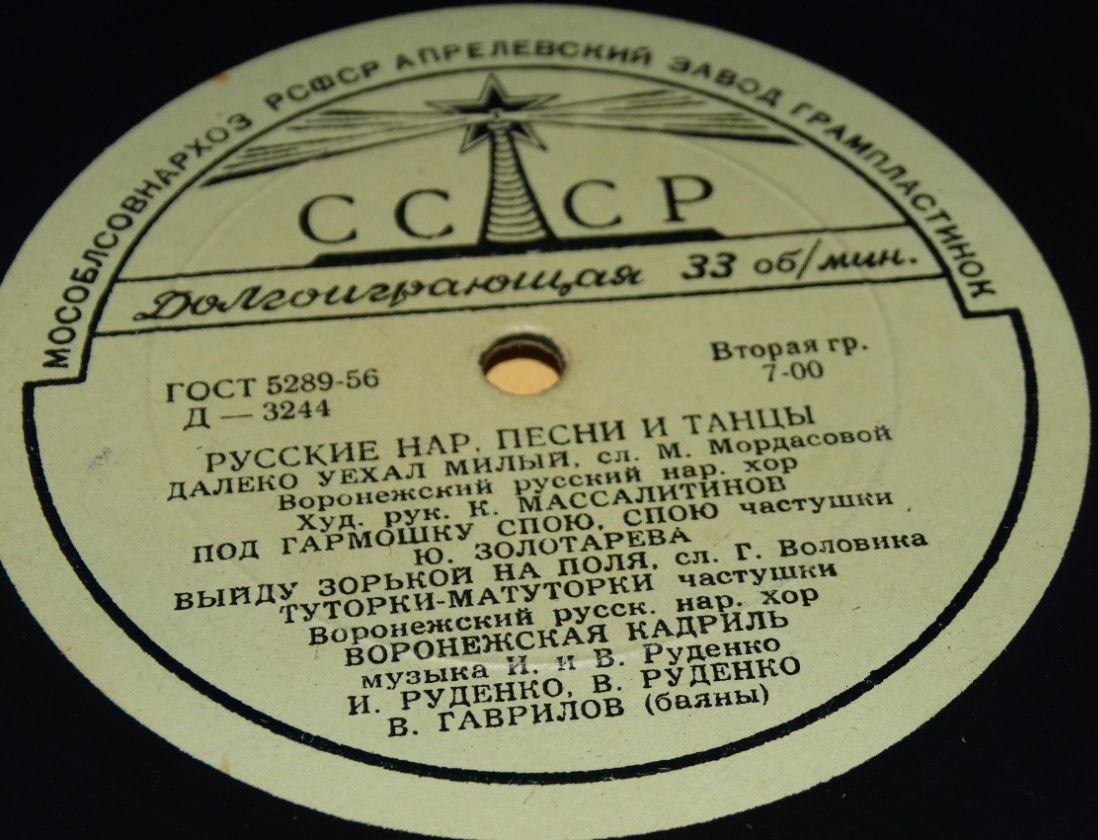 МОСОБЛСОВНАРХОЗ РСФСР АПРЕЛЕВСКИЙ ЗАВОД ГРАМПЛАСТИНОК
СССР
Долгоиграющая 33 об/мин.
ГОСТ 5289-56
Д — 3244
Вторая гр.
7-00
РУССКИЕ НАР. ПЕСНИ И ТАНЦЫ
ДАЛЕКО УЕХАЛ МИЛЫЙ, сл. М. Мордасовой
Воронежский русский нар. хор
Худ. рук. К. МАССАЛИТИНОВ
ПОД ГАРМОШКУ СПОЮ, СПОЮ частушки
Ю. ЗОЛОТАРЕВА
ВЫЙДУ ЗОРЬКОЙ НА ПОЛЯ, сл. Г. Воловика
ТУТОРКИ-МАТУТОРКИ частушки
Воронежский русск. нар. хор
ВОРОНЕЖСКАЯ КАДРИЛЬ
музыка И. и В. Руденко
И. РУДЕНКО, В. РУДЕНКО
В. ГАВРИЛОВ (баяны)